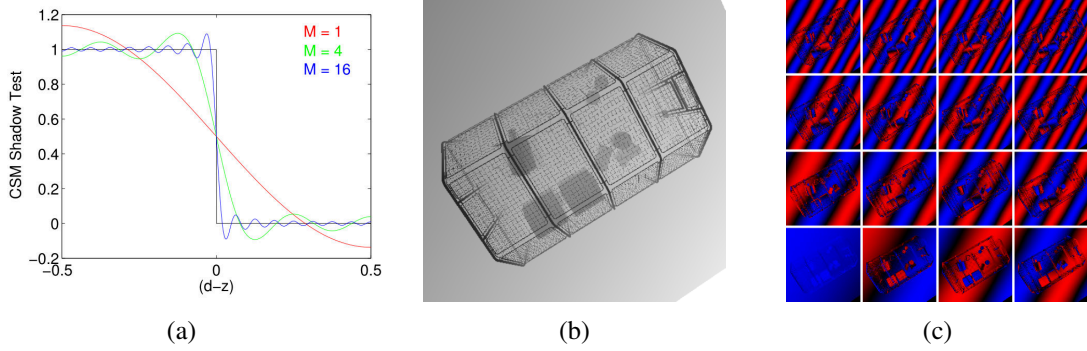 1.2
1
0.8
0.6
0.4
0.2
0
−0.2
CSM Shadow Test
M = 1
M = 4
M = 16
−0.5 0 0.5
(d−z)
(a) (b) (c)